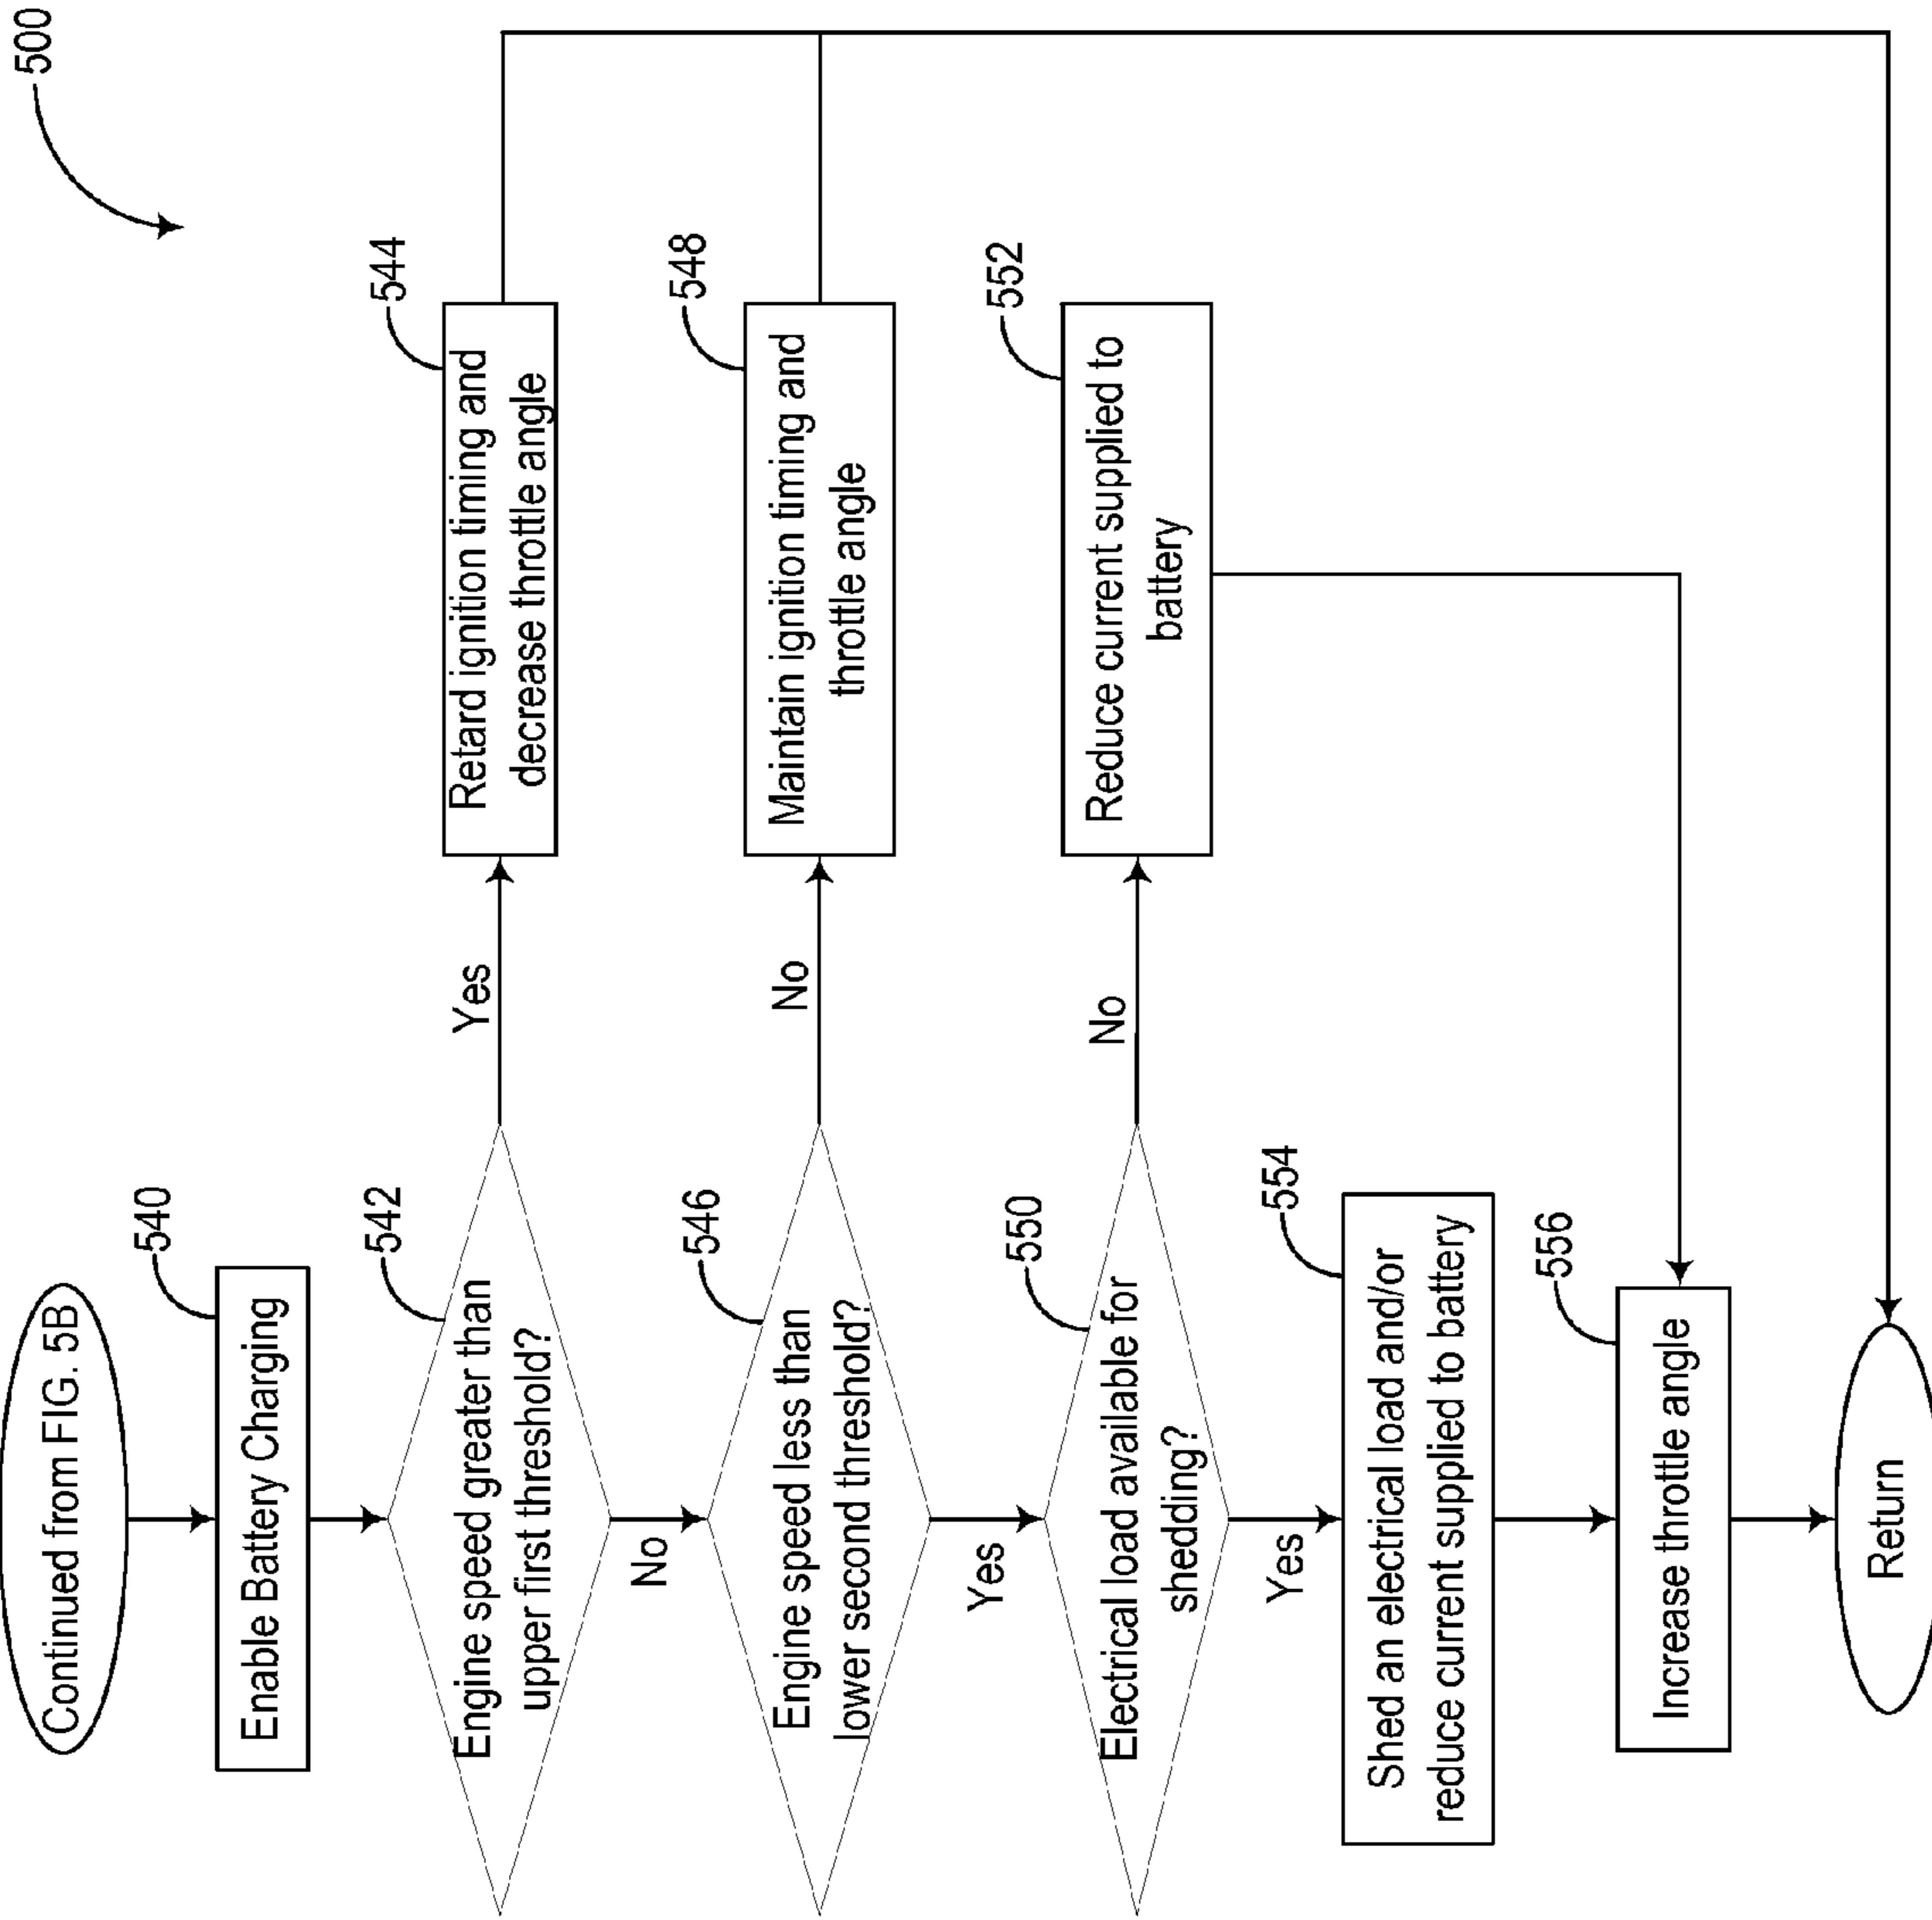 500
Continued from FIG. 5B
540
Enable Battery Charging
542
Engine speed greater than
upper first threshold?
Yes
544
Retard ignition timing and
decrease throttle angle
No
546
Engine speed less than
lower second threshold?
No
548
Maintain ignition timing and
throttle angle
Yes
550
Electrical load available for
shedding?
No
552
Reduce current supplied to
battery
Yes
554
Shed an electrical load and/or
reduce current supplied to battery
556
Increase throttle angle
Return